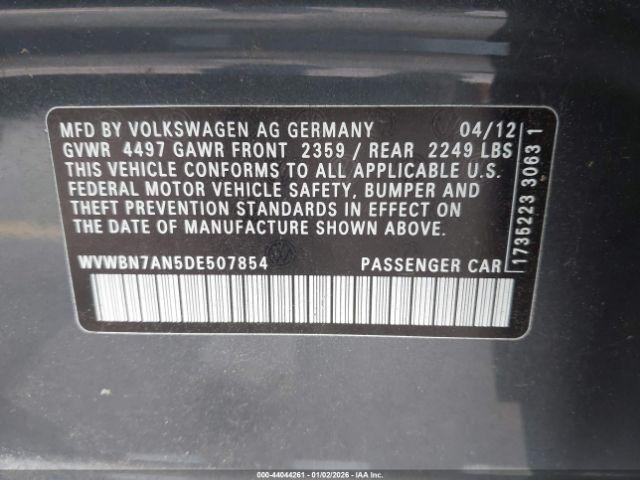 MFD BY VOLKSWAGEN AG GERMANY 04/12
GVWR 4497 GAWR FRONT 2359 / REAR 2249 LBS
THIS VEHICLE CONFORMS TO ALL APPLICABLE U.S.
FEDERAL MOTOR VEHICLE SAFETY, BUMPER AND
THEFT PREVENTION STANDARDS IN EFFECT ON
THE DATE OF MANUFACTURE SHOWN ABOVE.
WVWBN7AN5DE507854 PASSENGER CAR
1735223 3063 1
000-44044261 - 01/02/2026 - IAAI.CA